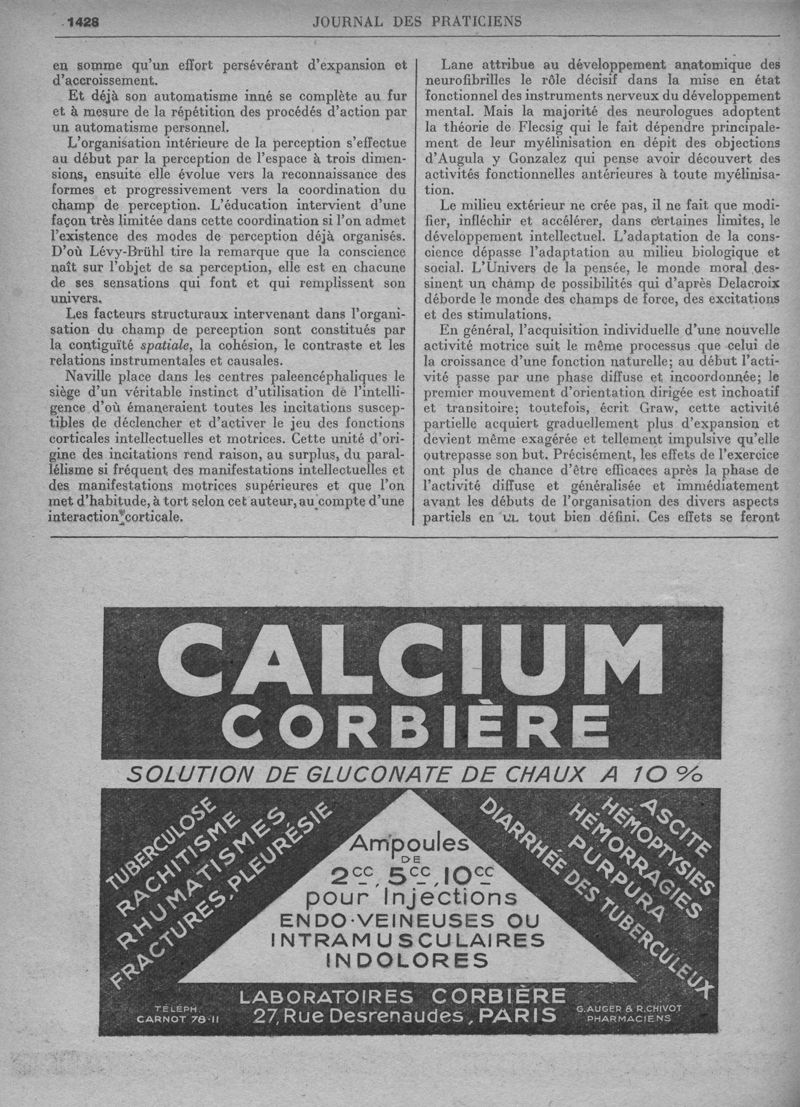 1428
JOURNAL DES PRATICIENS
en somme qu'un effort persévérant d'expansion et
d'accroissement.
Et déjà son automatisme inné se complète au fur
et à mesure de la répétition des procédés d'action par
un automatisme personnel.
L'organisation intérieure de la perception s'effectue
au début par la perception de l'espace à trois dimen-
sions, ensuite elle évolue vers la reconnaissance des
formes et progressivement vers la coordination du
champ de perception. L'éducation intervient d'une
façon très limitée dans cette coordination si l'on admet
l'existence des modes de perception déjà organisés.
D'où Lévy-Brühl tire la remarque que la conscience
naît sur l'objet de sa perception, elle est en chacune
de ses sensations qui font et qui remplissent son
univers.
Les facteurs structuraux intervenant dans l'organi-
sation du champ de perception sont constitués par
la contiguïté spatiale, la cohésion, le contraste et les
relations instrumentales et causales.
Naville place dans les centres paleencéphaliques le
siège d'un véritable instinct d'utilisation de l'intelli-
gence d'où émaneraient toutes les incitations suscep-
tibles de déclencher et d'activer le jeu des fonctions
corticales intellectuelles et motrices. Cette unité d'ori-
gine des incitations rend raison, au surplus, du paral-
lélisme si fréquent des manifestations intellectuelles et
des manifestations motrices supérieures et que l'on
met d'habitude, à tort selon cet auteur, au compte d'une
interaction corticale.
Lane attribue au développement anatomique des
neurofibrilles le rôle décisif dans la mise en état
fonctionnel des instruments nerveux du développement
mental. Mais la majorité des neurologues adoptent
la théorie de Flecsig qui le fait dépendre principale-
ment de leur myélinisation en dépit des objections
d'Augula y Gonzalez qui pense avoir découvert des
activités fonctionnelles antérieures à toute myélinisa-
tion.
Le milieu extérieur ne crée pas, il ne fait que modi-
fier, infléchir et accélérer, dans certaines limites, le
développement intellectuel. L'adaptation de la cons-
cience dépasse l'adaptation au milieu biologique et
social. L'Univers de la pensée, le monde moral des-
sinent un champ de possibilités qui d'après Delacroix
déborde le monde des champs de force, des excitations
et des stimulations.
En général, l'acquisition individuelle d'une nouvelle
activité motrice suit le même processus que celui de
la croissance d'une fonction naturelle; au début l'acti-
vité passe par une phase diffuse et incoordonnée; le
premier mouvement d'orientation dirigée est inchoatif
et transitoire; toutefois, écrit Graw, cette activité
partielle acquiert graduellement plus d'expansion et
devient même exagérée et tellement impulsive qu'elle
outrepasse son but. Précisément, les effets de l'exercice
ont plus de chance d'être efficaces après la phase de
l'activité diffuse et généralisée et immédiatement
avant les débuts de l'organisation des divers aspects
partiels en un tout bien défini. Ces effets se feront
CALCIUM
CORBIÈRE
SOLUTION DE GLUCONATE DE CHAUX A 10 %
TUBERCULOSE
RACHITISME
RHUMATISMES
FRACTURES, PLEURÉSIE
Ampoules
DE
2cc, 5cc, 10cc
pour Injections
ENDO-VEINEUSES OU
INTRAMUSCULAIRES
INDOLORES
ASCITE
HÉMOPTYSIES
HÉMORRAGIES
PURPURA
DIARRHÉE DES TUBERCULEUX
TÉLÉPH.
CARNOT 78-11
LABORATOIRES CORBIÈRE
27, Rue Desrenaudes, PARIS
G. AUGER & R. CHIVOT
PHARMACIENS